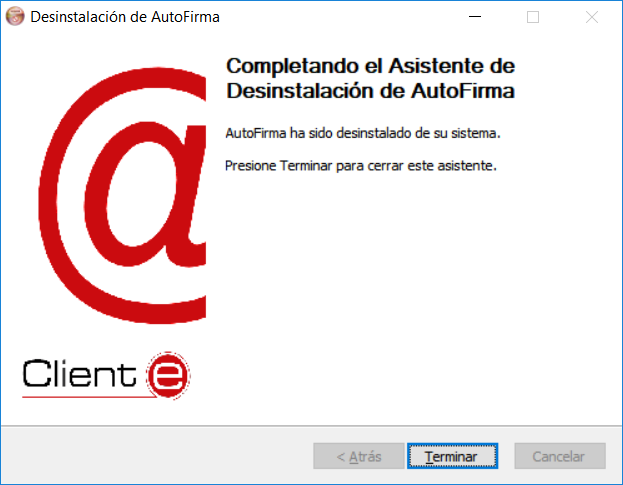 Desinstalación de AutoFirma
Completando el Asistente de
Desinstalación de AutoFirma
AutoFirma ha sido desinstalado de su sistema.
Presione Terminar para cerrar este asistente.
@
Client e
< Atrás
Terminar
Cancelar